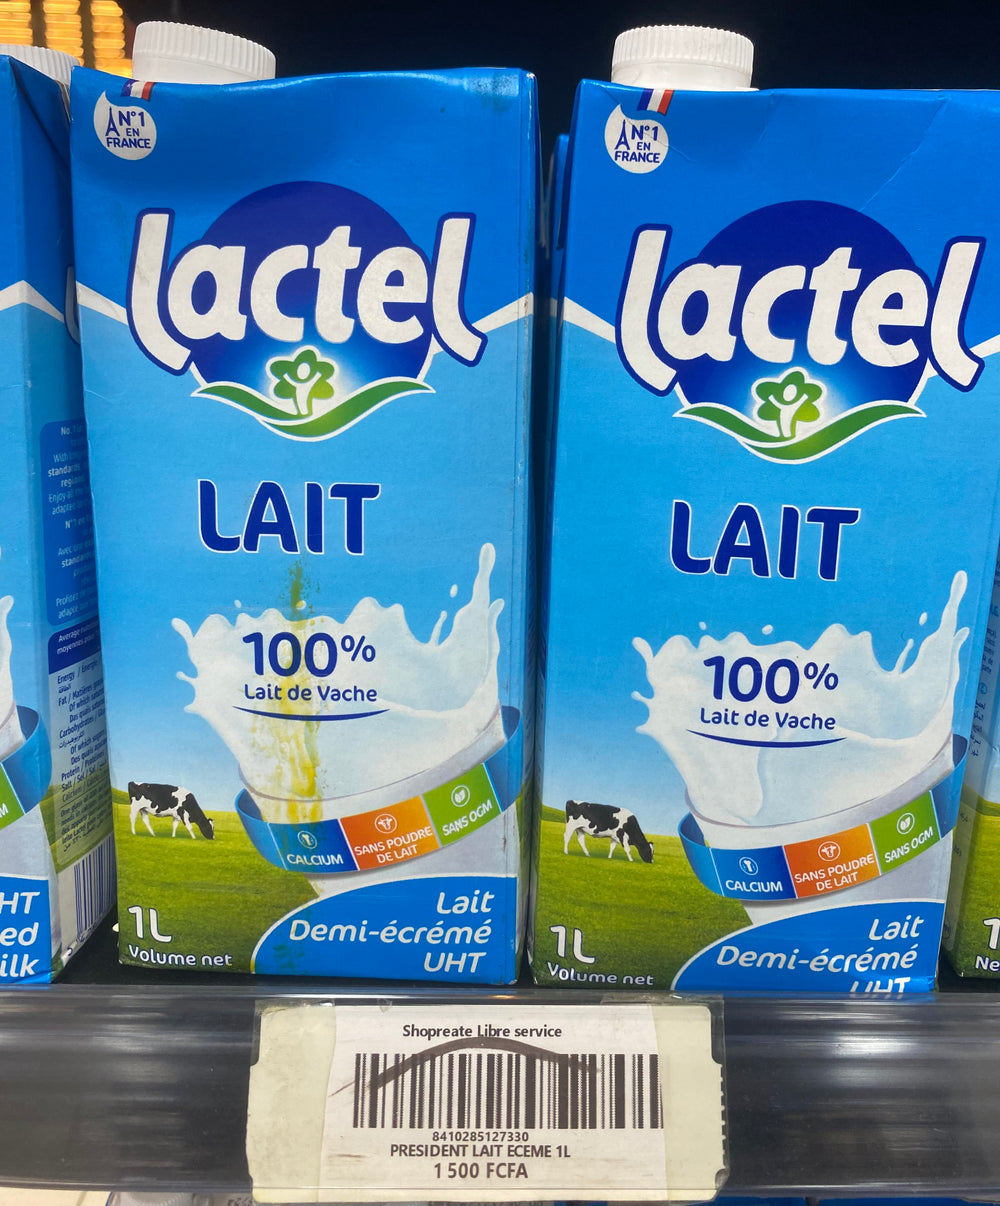 N°1
EN
FRANCE
lactel
LAIT
100%
Lait de Vache
CALCIUM
SANS POUDRE
DE LAIT
SANS OGM
1L
Volume net
Lait
Demi-écrémé
UHT
N°1
EN
FRANCE
lactel
LAIT
100%
Lait de Vache
CALCIUM
SANS POUDRE
DE LAIT
SANS OGM
1L
Volume net
Lait
Demi-écrémé
UHT
Shopreate Libre service
8410285127330
PRESIDENT LAIT ECEME 1L
1 500 FCFA